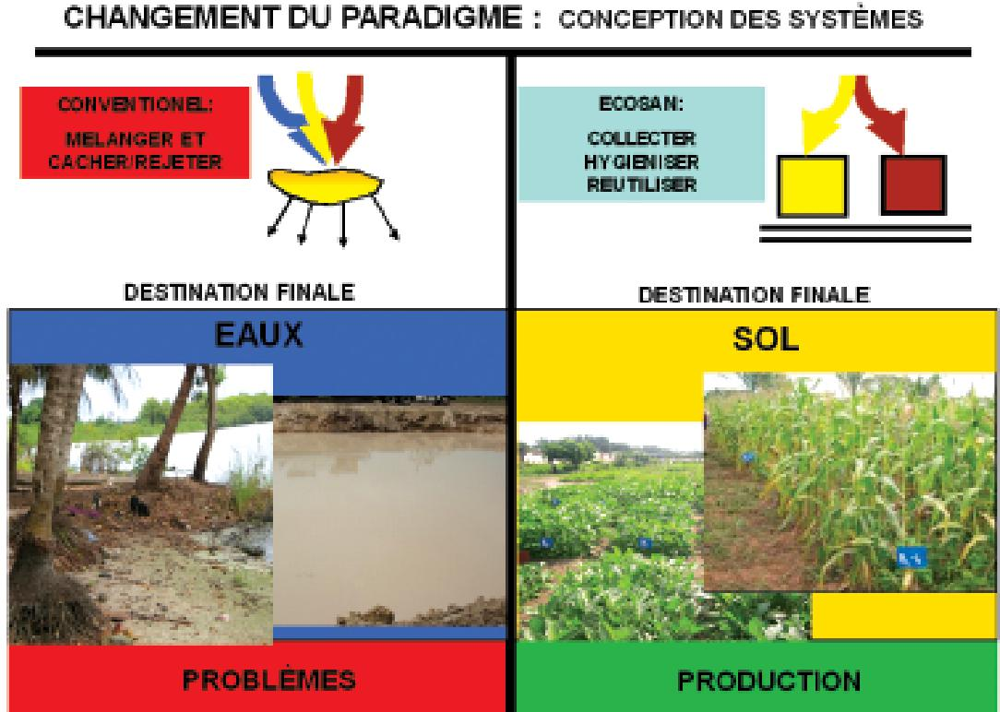 CHANGEMENT DU PARADIGME : CONCEPTION DES SYSTÈMES
CONVENTIONEL:
MELANGER ET
CACHER/REJETER
DESTINATION FINALE
EAUX
PROBLÈMES
ECOSAN:
COLLECTER
HYGIENISER
REUTILISER
DESTINATION FINALE
SOL
PRODUCTION